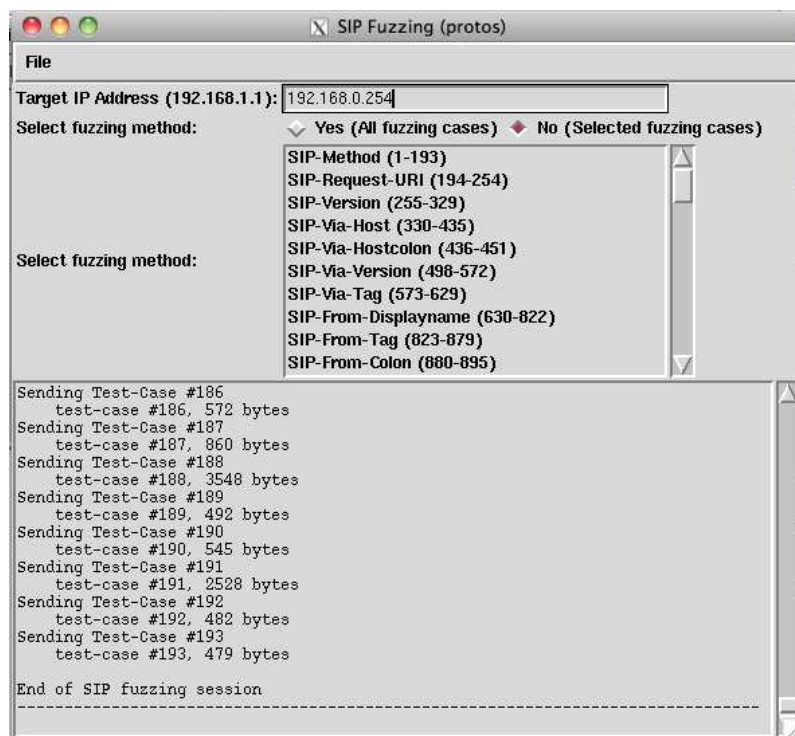 SIP Fuzzing (protos)
File
Target IP Address (192.168.1.1): 192.168.0.254
Select fuzzing method: Yes (All fuzzing cases) No (Selected fuzzing cases)
SIP-Method (1-193)
SIP-Request-URI (194-254)
SIP-Version (255-329)
SIP-Via-Host (330-435)
SIP-Via-Hostcolon (436-451)
Select fuzzing method:
SIP-Via-Version (498-572)
SIP-Via-Tag (573-629)
SIP-From-Displayname (630-822)
SIP-From-Tag (823-879)
SIP-From-Colon (880-895)
Sending Test-Case #186
test-case #186, 572 bytes
Sending Test-Case #187
test-case #187, 860 bytes
Sending Test-Case #188
test-case #188, 3548 bytes
Sending Test-Case #189
test-case #189, 492 bytes
Sending Test-Case #190
test-case #190, 545 bytes
Sending Test-Case #191
test-case #191, 2528 bytes
Sending Test-Case #192
test-case #192, 482 bytes
Sending Test-Case #193
test-case #193, 479 bytes
End of SIP fuzzing session
--------------------------------------------------------------------------------